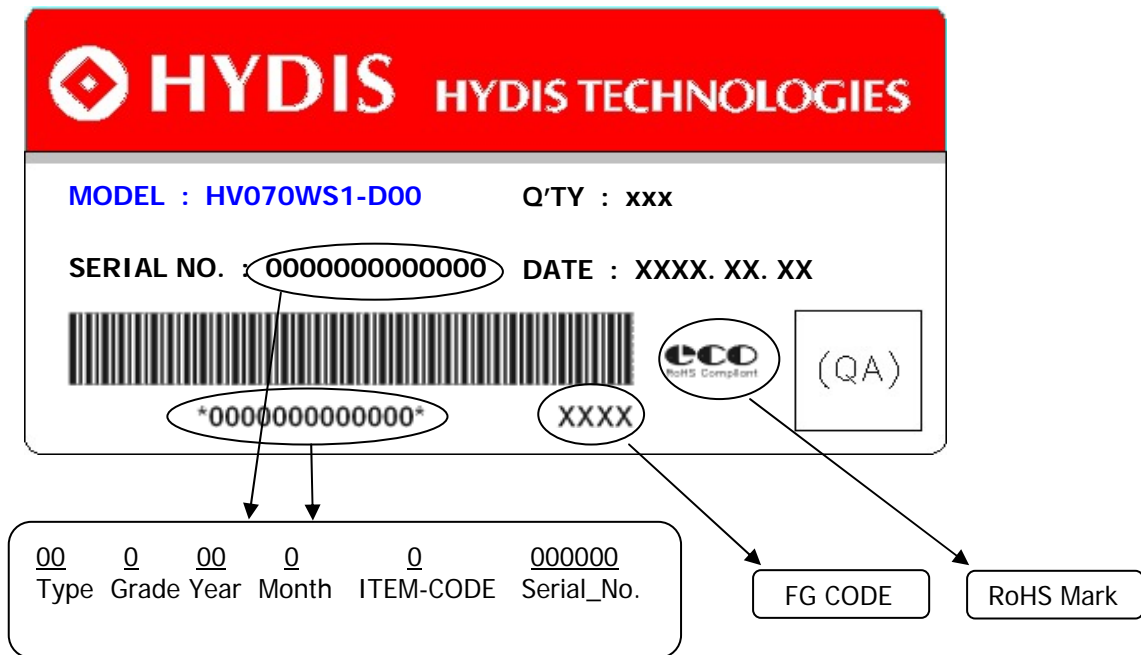 HYDIS HYDIS TECHNOLOGIES
MODEL : HV070WS1-D00 Q'TY : xxx
SERIAL NO. : 0000000000000 DATE : XXXX. XX. XX
eco
RoHS Compliant
(QA)
*0000000000000* XXXX
00 0 00 0 0 000000
Type Grade Year Month ITEM-CODE Serial_No.
FG CODE
RoHS Mark